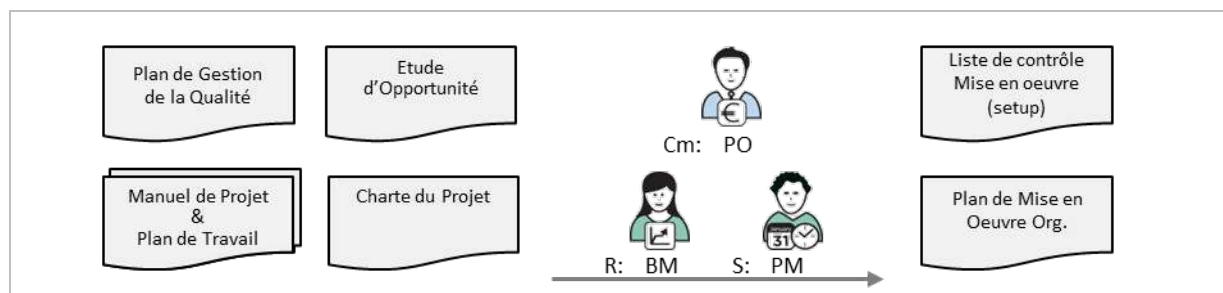 Plan de Gestion
de la Qualité
Etude
d'Opportunité
€
Cm: PO
Liste de contrôle
Mise en oeuvre
(setup)
Manuel de Projet
&
Plan de Travail
Charte du Projet
31
R: BM
S: PM
Plan de Mise en
Oeuvre Org.